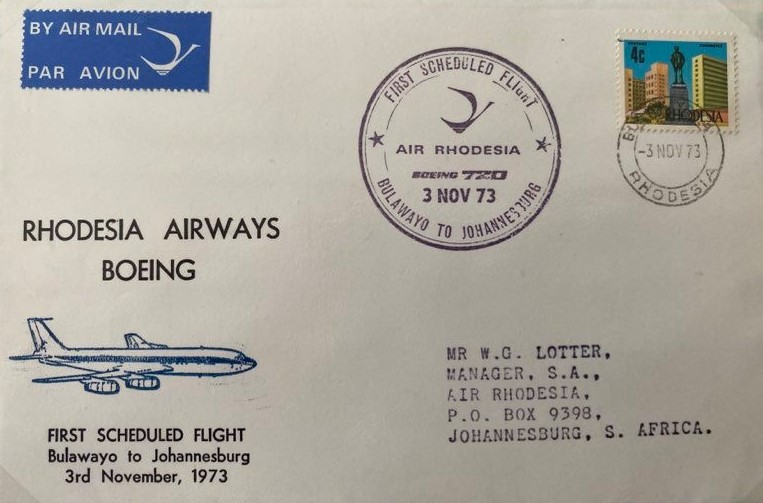 BY AIR MAIL
PAR AVION
FIRST SCHEDULED FLIGHT
AIR RHODESIA
BOEING 720
3 NOV 73
BULAWAYO TO JOHANNESBURG
4c
RHODESIA
-3 NOV 73
RHODESIA
RHODESIA AIRWAYS
BOEING
FIRST SCHEDULED FLIGHT
Bulawayo to Johannesburg
3rd November, 1973
MR W.G. LOTTER,
MANAGER, S.A.,
AIR RHODESIA,
P.O. BOX 9398,
JOHANNESBURG, S. AFRICA.